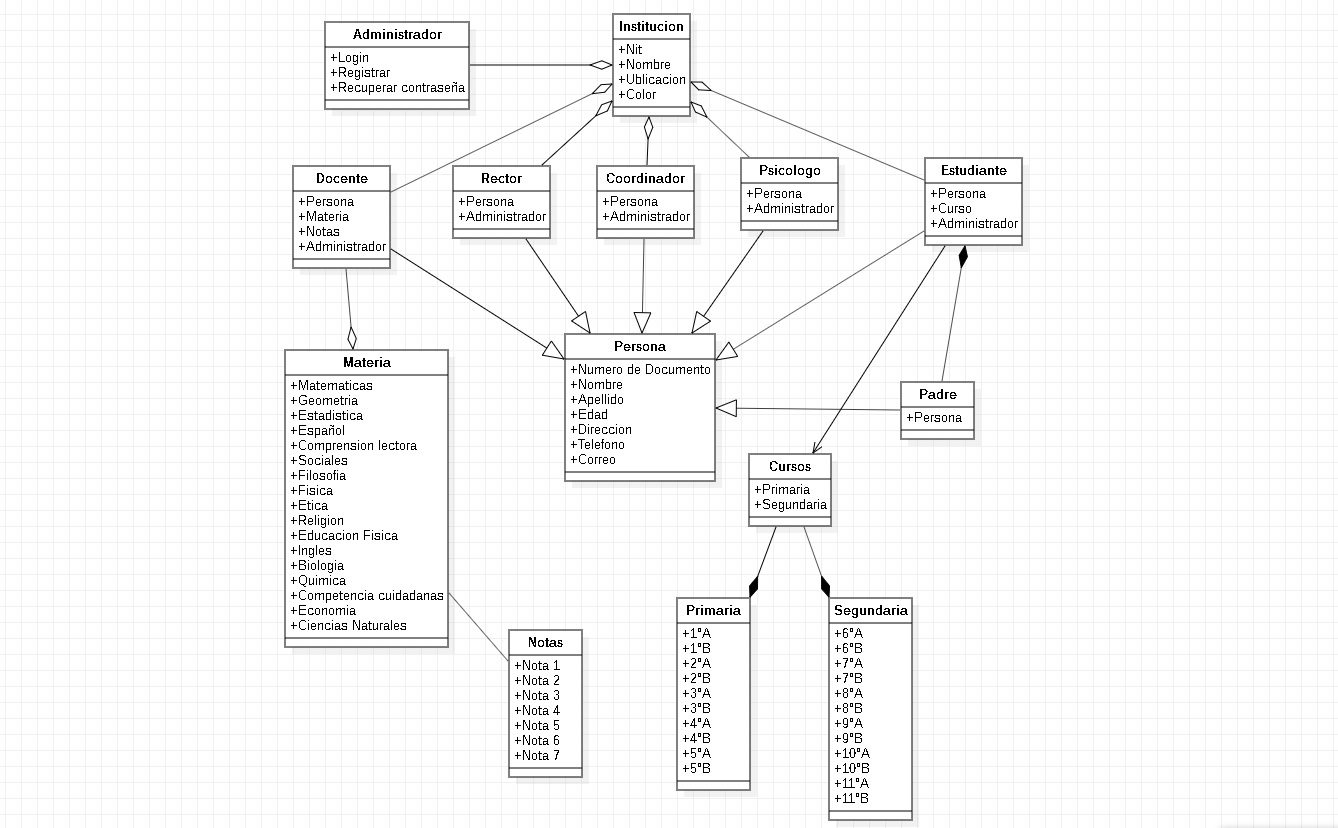 Administrador
+Login
+Registrar
+Recuperar contraseña
Institucion
+Nit
+Nombre
+Ublicacion
+Color
Docente
+Persona
+Materia
+Notas
+Administrador
Rector
+Persona
+Administrador
Coordinador
+Persona
+Administrador
Psicologo
+Persona
+Administrador
Estudiante
+Persona
+Curso
+Administrador
Persona
+Numero de Documento
+Nombre
+Apellido
+Edad
+Direccion
+Telefono
+Correo
Padre
+Persona
Materia
+Matematicas
+Geometria
+Estadistica
+Español
+Comprension lectora
+Sociales
+Filosofia
+Fisica
+Etica
+Religion
+Educacion Fisica
+Ingles
+Biologia
+Quimica
+Competencia cuidadanas
+Economia
+Ciencias Naturales
Cursos
+Primaria
+Segundaria
Notas
+Nota 1
+Nota 2
+Nota 3
+Nota 4
+Nota 5
+Nota 6
+Nota 7
Primaria
+1°A
+1°B
+2°A
+2°B
+3°A
+3°B
+4°A
+4°B
+5°A
+5°B
Segundaria
+6°A
+6°B
+7°A
+7°B
+8°A
+8°B
+9°A
+9°B
+10°A
+10°B
+11°A
+11°B